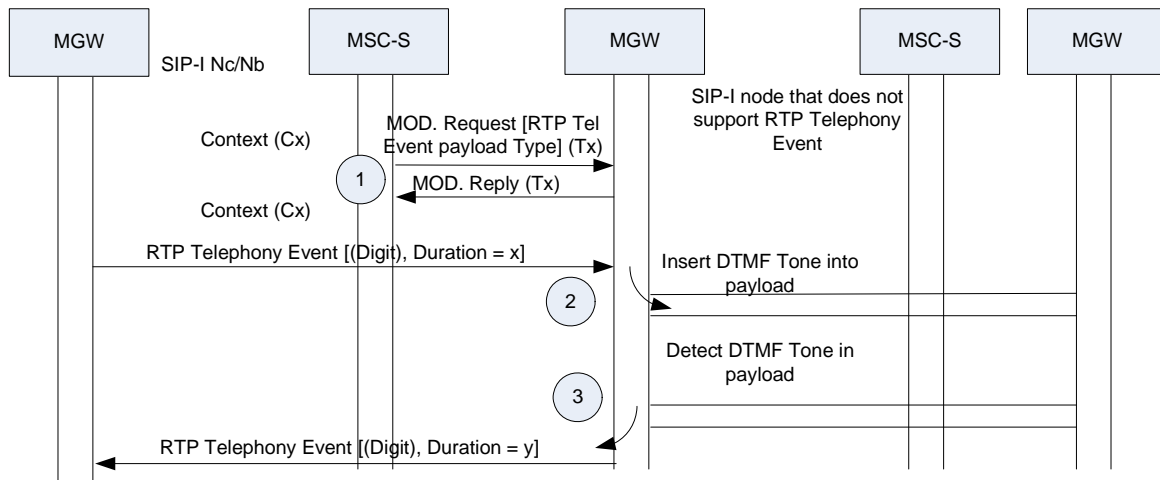 MGW
MSC-S
MGW
MSC-S
MGW
SIP-I Nc/Nb
SIP-I node that does not
support RTP Telephony
Event
MOD. Request [RTP Tel
Event payload Type] (Tx)
Context (Cx)
1
MOD. Reply (Tx)
Context (Cx)
RTP Telephony Event [(Digit), Duration = x]
Insert DTMF Tone into
payload
2
Detect DTMF Tone in
payload
3
RTP Telephony Event [(Digit), Duration = y]